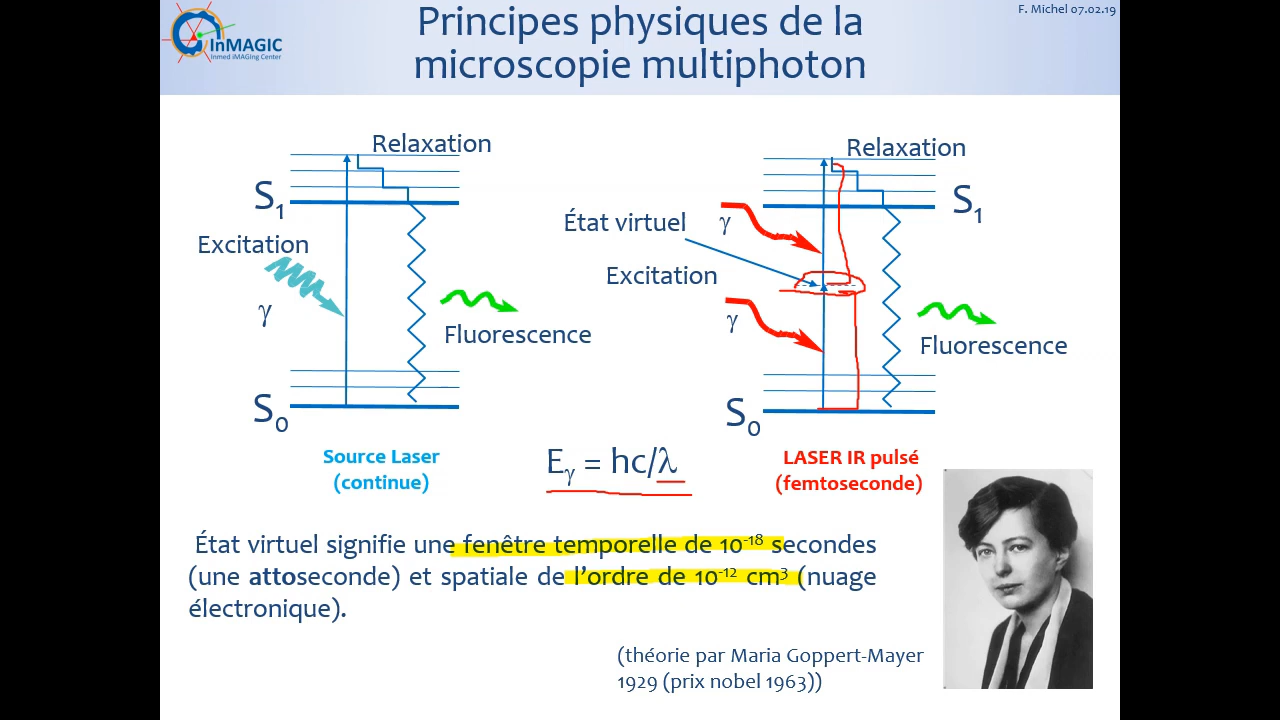 InMAGIC
Inmed iMAGing Center
Principes physiques de la
microscopie multiphoton
F. Michel 07.02.19
Relaxation
S1
Excitation
γ
Fluorescence
S0
Source Laser
(continue)
Eγ = hc/λ
Relaxation
S1
État virtuel
γ
Excitation
γ
Fluorescence
S0
LASER IR pulsé
(femtoseconde)
État virtuel signifie une fenêtre temporelle de 10-18 secondes
(une attoseconde) et spatiale de l’ordre de 10-12 cm3 (nuage
électronique).
(théorie par Maria Goppert-Mayer
1929 (prix nobel 1963))